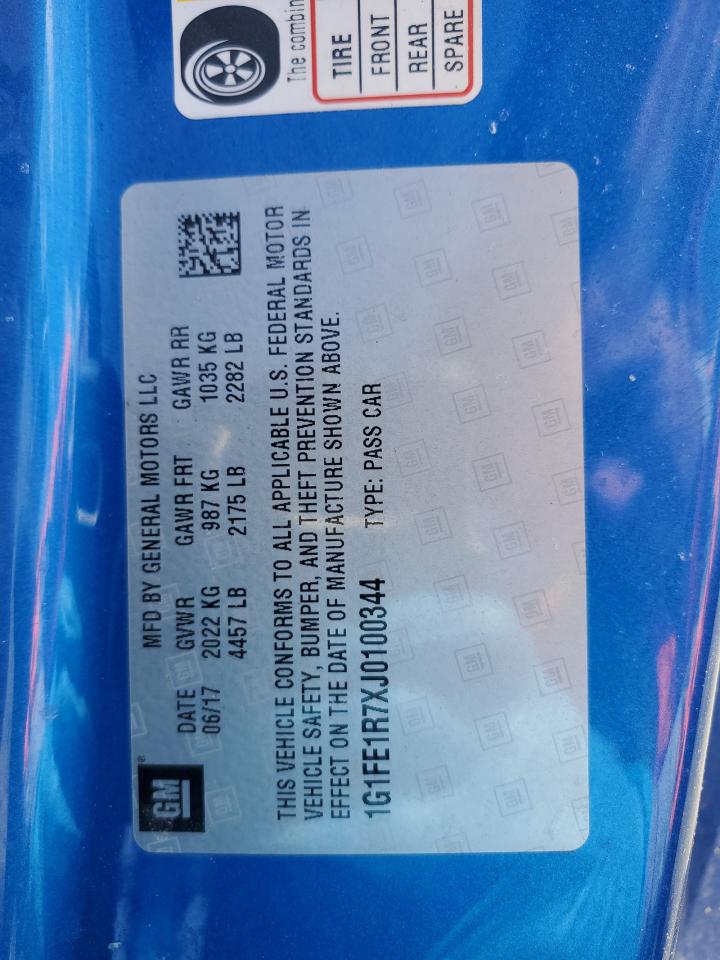 The combin
TIRE
FRONT
REAR
SPARE
GM
MFD BY GENERAL MOTORS LLC
DATE GVWR GAWR FRT GAWR RR
06/17 2022 KG 987 KG 1035 KG
4457 LB 2175 LB 2282 LB
THIS VEHICLE CONFORMS TO ALL APPLICABLE U.S. FEDERAL MOTOR
VEHICLE SAFETY, BUMPER, AND THEFT PREVENTION STANDARDS IN
EFFECT ON THE DATE OF MANUFACTURE SHOWN ABOVE.
1G1FE1R7XJ0100344 TYPE: PASS CAR